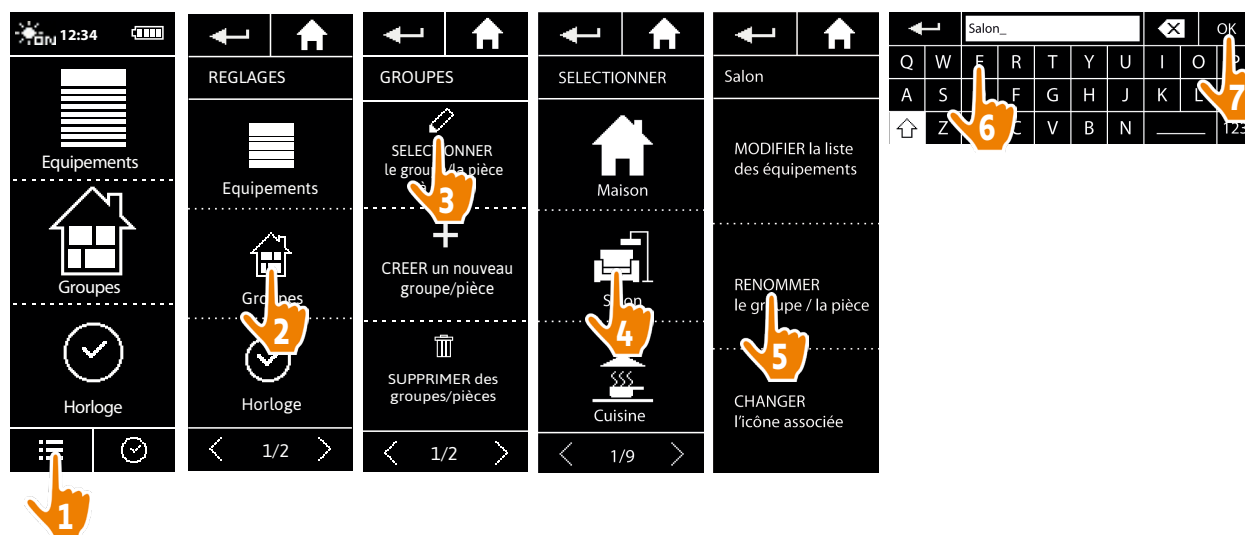 ON 12:34
Equipements
Groupes
Horloge
1
REGLAGES
Equipements
Groupes
2
Horloge
1/2
GROUPES
SELECTIONNER
le groupe/la pièce
à
3
CREER un nouveau
groupe/pièce
SUPPRIMER des
groupes/pièces
1/2
SELECTIONNER
Maison
Salon
4
Cuisine
1/9
Salon
MODIFIER la liste
des équipements
RENOMMER
le groupe / la pièce
5
CHANGER
l'icône associée
Salon_ OK
Q W E R T Y U I O P
A S F G H J K L
7
Z C V B N 123
6